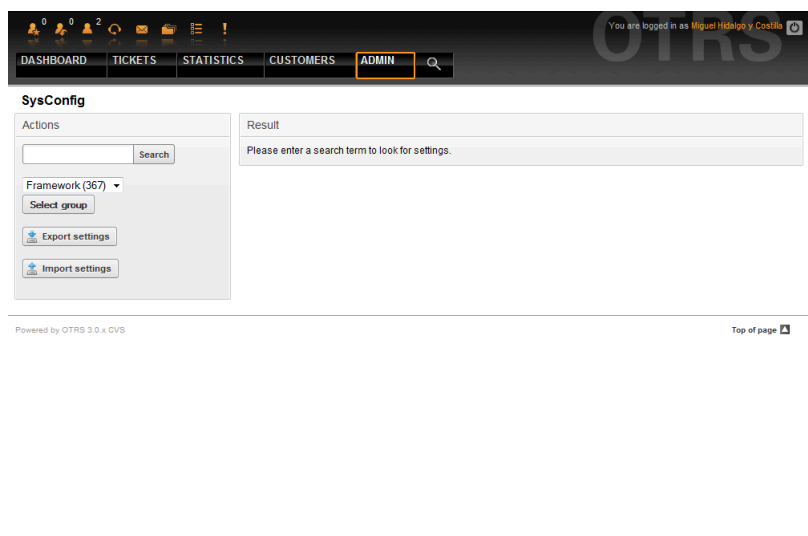 0 0 2
You are logged in as Miguel Hidalgo y Costilla
OTRS
DASHBOARD TICKETS STATISTICS CUSTOMERS ADMIN
SysConfig
Actions
Search
Framework (367)
Select group
Export settings
Import settings
Result
Please enter a search term to look for settings.
Powered by OTRS 3.0.x CVS
Top of page